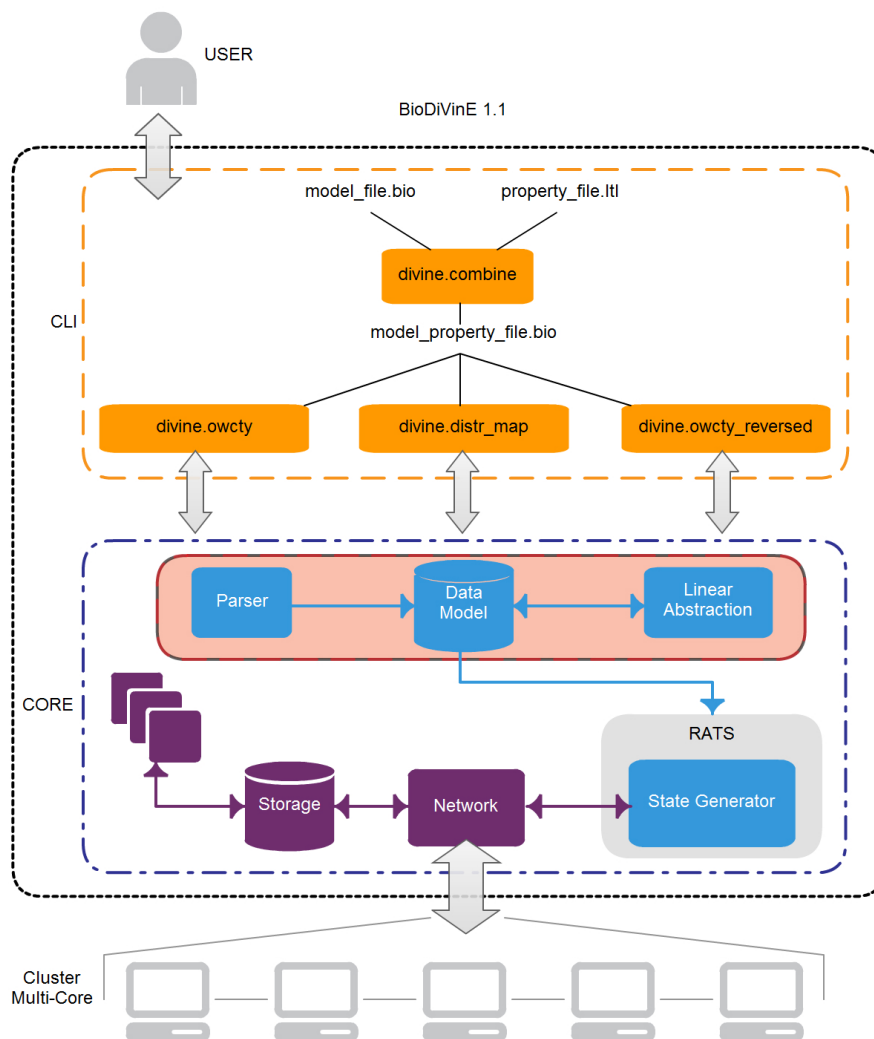 USER
BioDiVinE 1.1
model_file.bio
property_file.ltl
divine.combine
CLI
model_property_file.bio
divine.owcty
divine.distr_map
divine.owcty_reversed
Parser
Data
Model
Linear
Abstraction
CORE
RATS
Storage
Network
State Generator
Cluster
Multi-Core